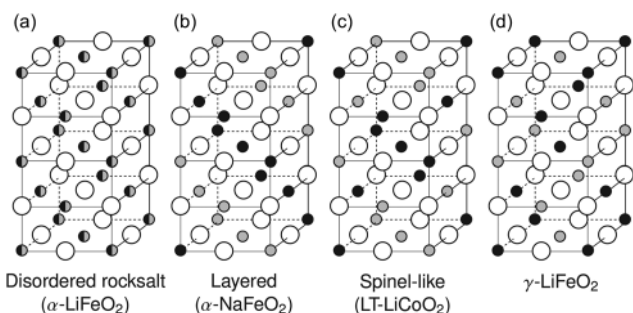 (a) (b) (c) (d)
Disordered rocksalt Layered Spinel-like γ-LiFeO₂
(α-LiFeO₂) (α-NaFeO₂) (LT-LiCoO₂)